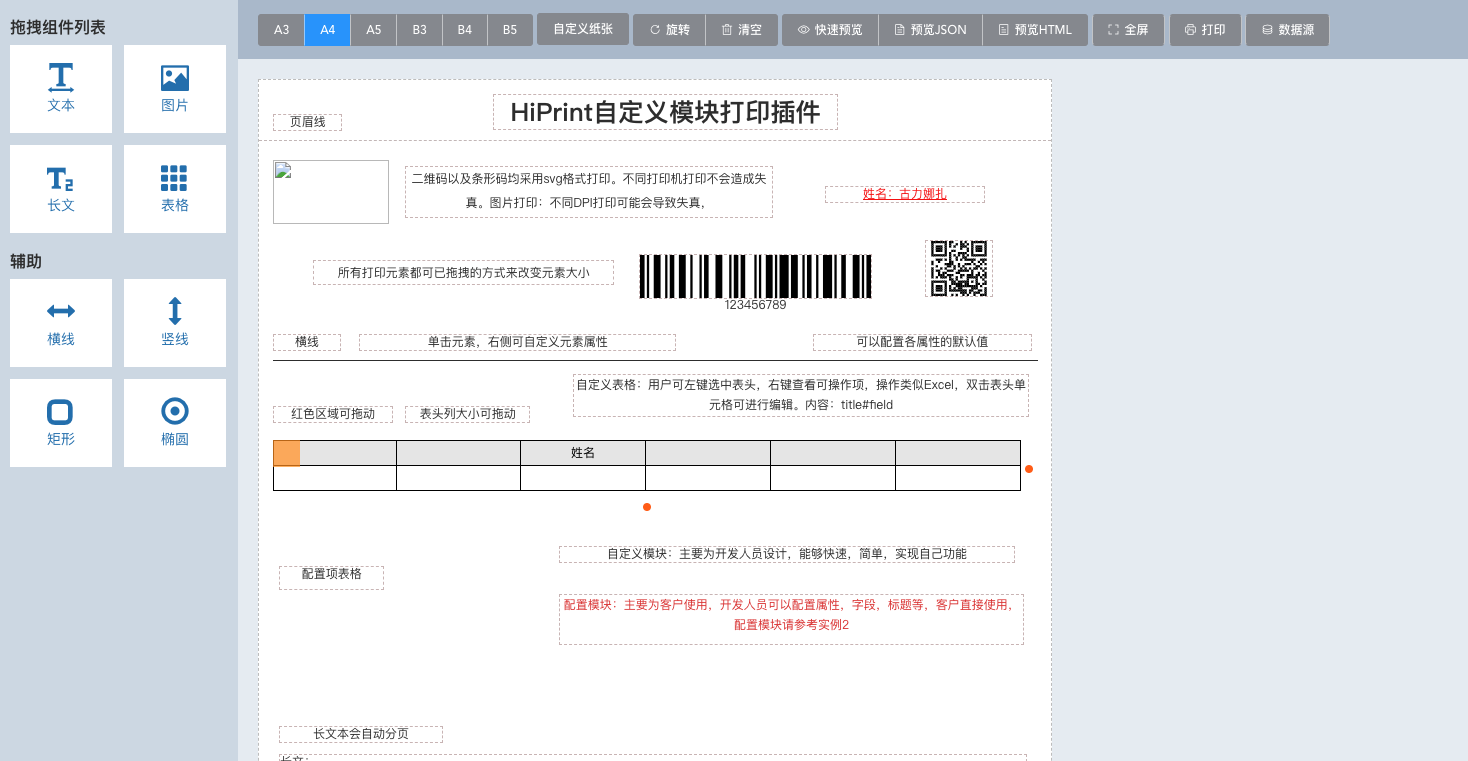 拖拽组件列表
文本
图片
长文
表格
辅助
横线
竖线
矩形
椭圆
A3 A4 A5 B3 B4 B5 自定义纸张 旋转 清空 快速预览 预览JSON 预览HTML 全屏 打印 数据源
HiPrint自定义模块打印插件
页眉线
二维码以及条形码均采用svg格式打印。不同打印机打印不会造成失
真。图片打印：不同DPI打印可能会导致失真，
姓名：古力娜扎
所有打印元素都可已拖拽的方式来改变元素大小
123456789
横线
单击元素，右侧可自定义元素属性
可以配置各属性的默认值
自定义表格：用户可左键选中表头，右键查看可操作项，操作类似Excel，双击表头单
元格可进行编辑。内容：title#field
红色区域可拖动
表头列大小可拖动
姓名
自定义模块：主要为开发人员设计，能够快速，简单，实现自己功能
配置项表格
配置模块：主要为客户使用，开发人员可以配置属性，字段，标题等，客户直接使用，
配置模块请参考实例2
长文本会自动分页
长文：